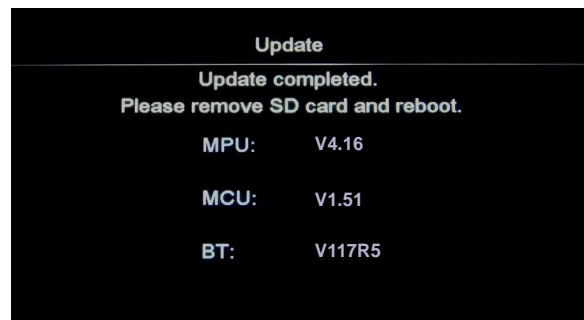 Update
Update completed.
Please remove SD card and reboot.
MPU: V4.16
MCU: V1.51
BT: V117R5